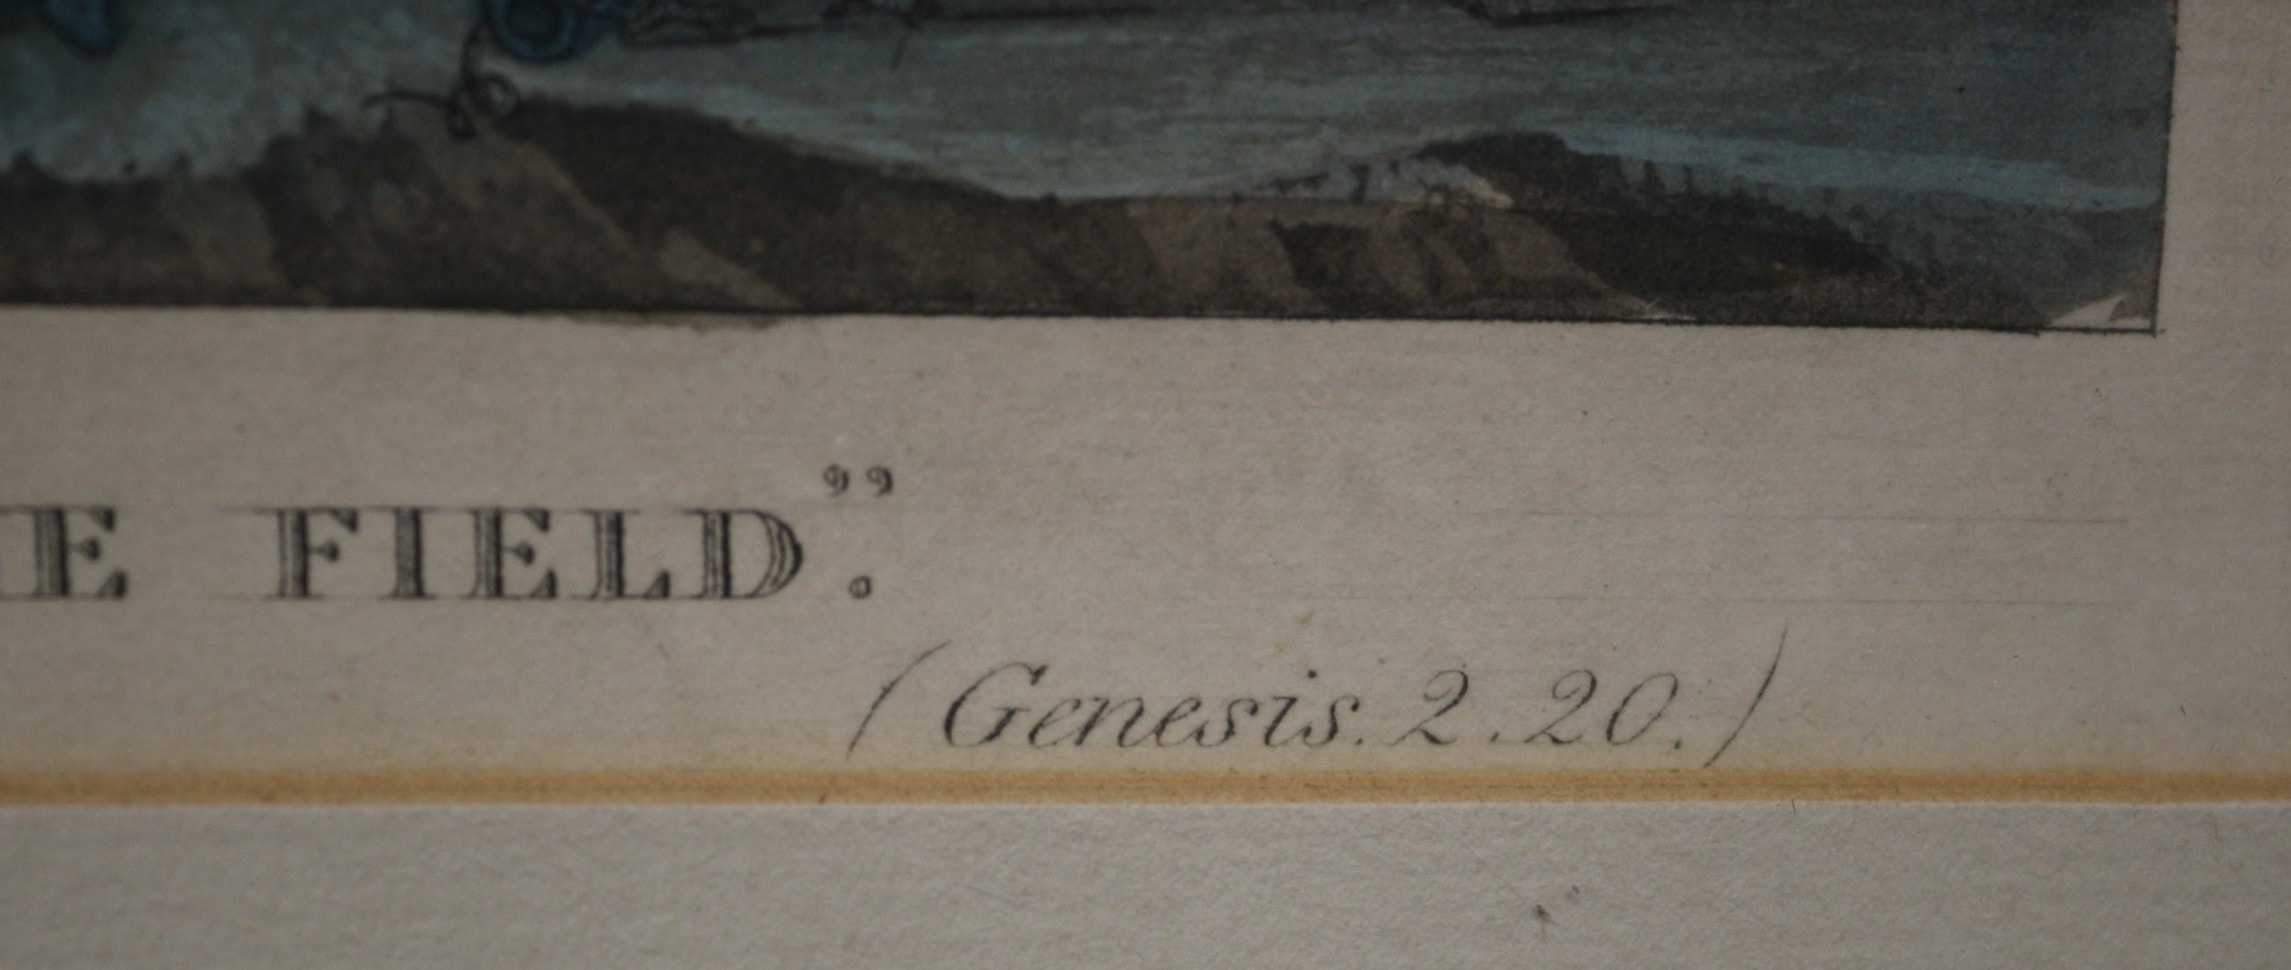 E FIELD.”
(Genesis. 2. 20.)